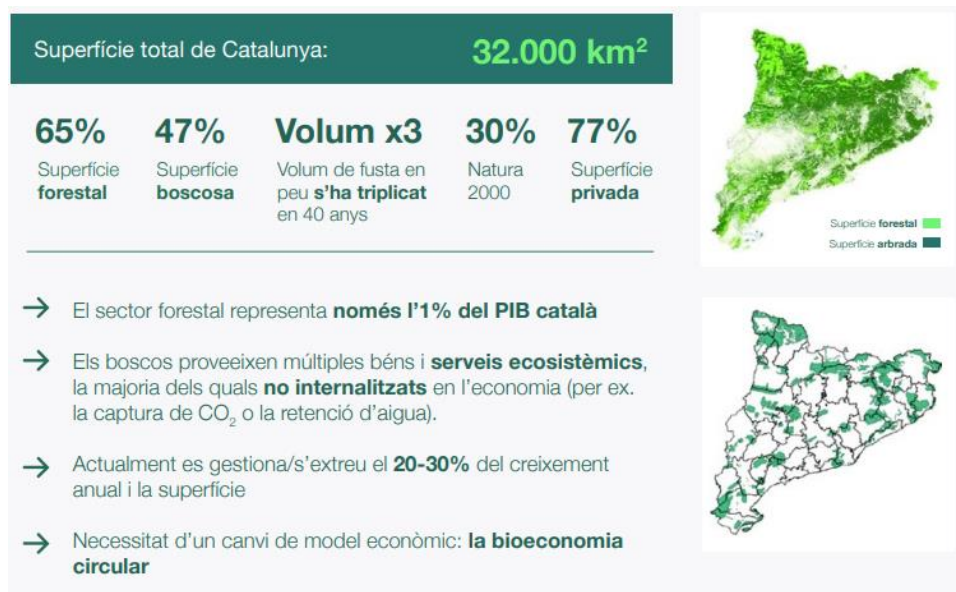 Superfície total de Catalunya:
32.000 km²
65%
Superfície
forestal
47%
Superfície
boscosa
Volum x3
Volum de fusta en
peu s'ha triplicat
en 40 anys
30%
Natura
2000
77%
Superfície
privada
Superfície forestal
Superfície arbrada
→ El sector forestal representa només l'1% del PIB català
→ Els boscos proveeixen múltiples béns i serveis ecosistèmics,
la majoria dels quals no internalitzats en l'economia (per ex.
la captura de CO₂ o la retenció d'aigua).
→ Actualment es gestiona/s'extreu el 20-30% del creixement
anual i la superfície
→ Necessitat d'un canvi de model econòmic: la bioeconomia
circular